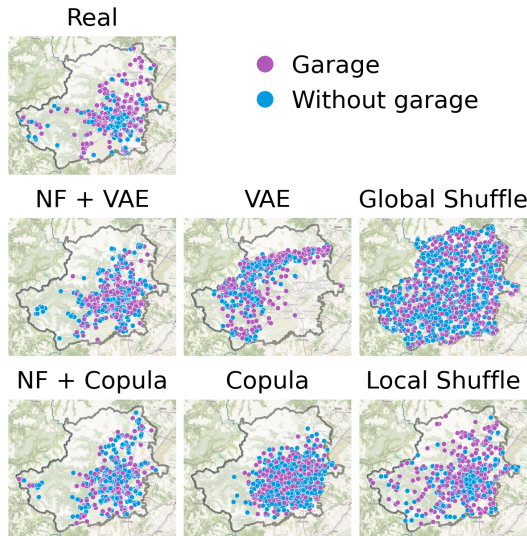 Real
Garage
Without garage
NF + VAE
VAE
Global Shuffle
NF + Copula
Copula
Local Shuffle